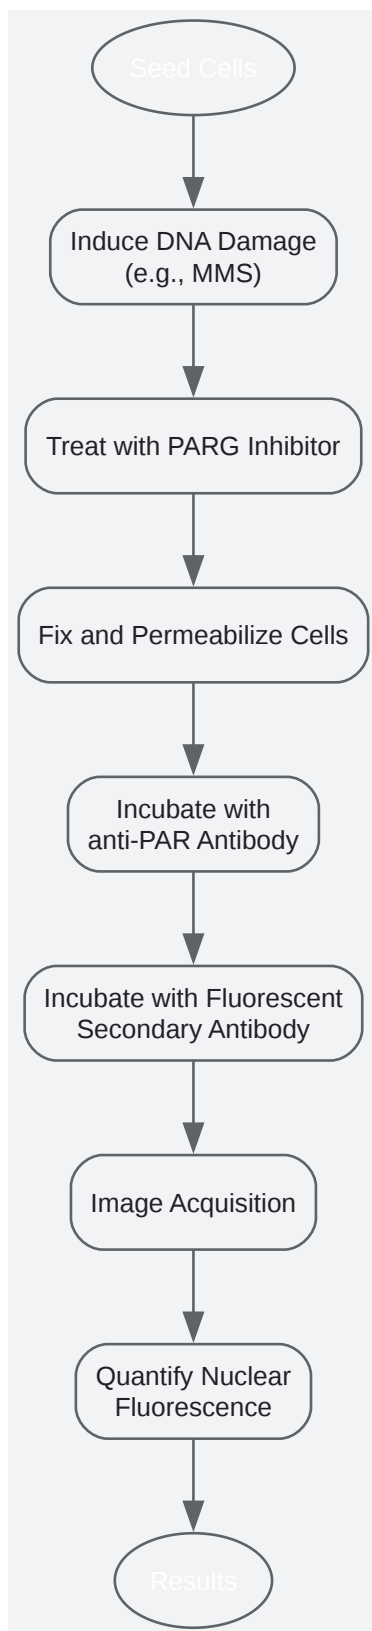 Seed Cells
Induce DNA Damage
(e.g., MMS)
Treat with PARG Inhibitor
Fix and Permeabilize Cells
Incubate with
anti-PAR Antibody
Incubate with Fluorescent
Secondary Antibody
Image Acquisition
Quantify Nuclear
Fluorescence
Results